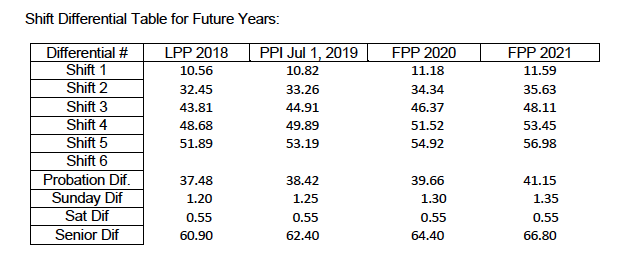 Shift Differential Table for Future Years:
Differential # LPP 2018 PPI Jul 1, 2019 FPP 2020 FPP 2021
Shift 1 10.56 10.82 11.18 11.59
Shift 2 32.45 33.26 34.34 35.63
Shift 3 43.81 44.91 46.37 48.11
Shift 4 48.68 49.89 51.52 53.45
Shift 5 51.89 53.19 54.92 56.98
Shift 6
Probation Dif. 37.48 38.42 39.66 41.15
Sunday Dif 1.20 1.25 1.30 1.35
Sat Dif 0.55 0.55 0.55 0.55
Senior Dif 60.90 62.40 64.40 66.80